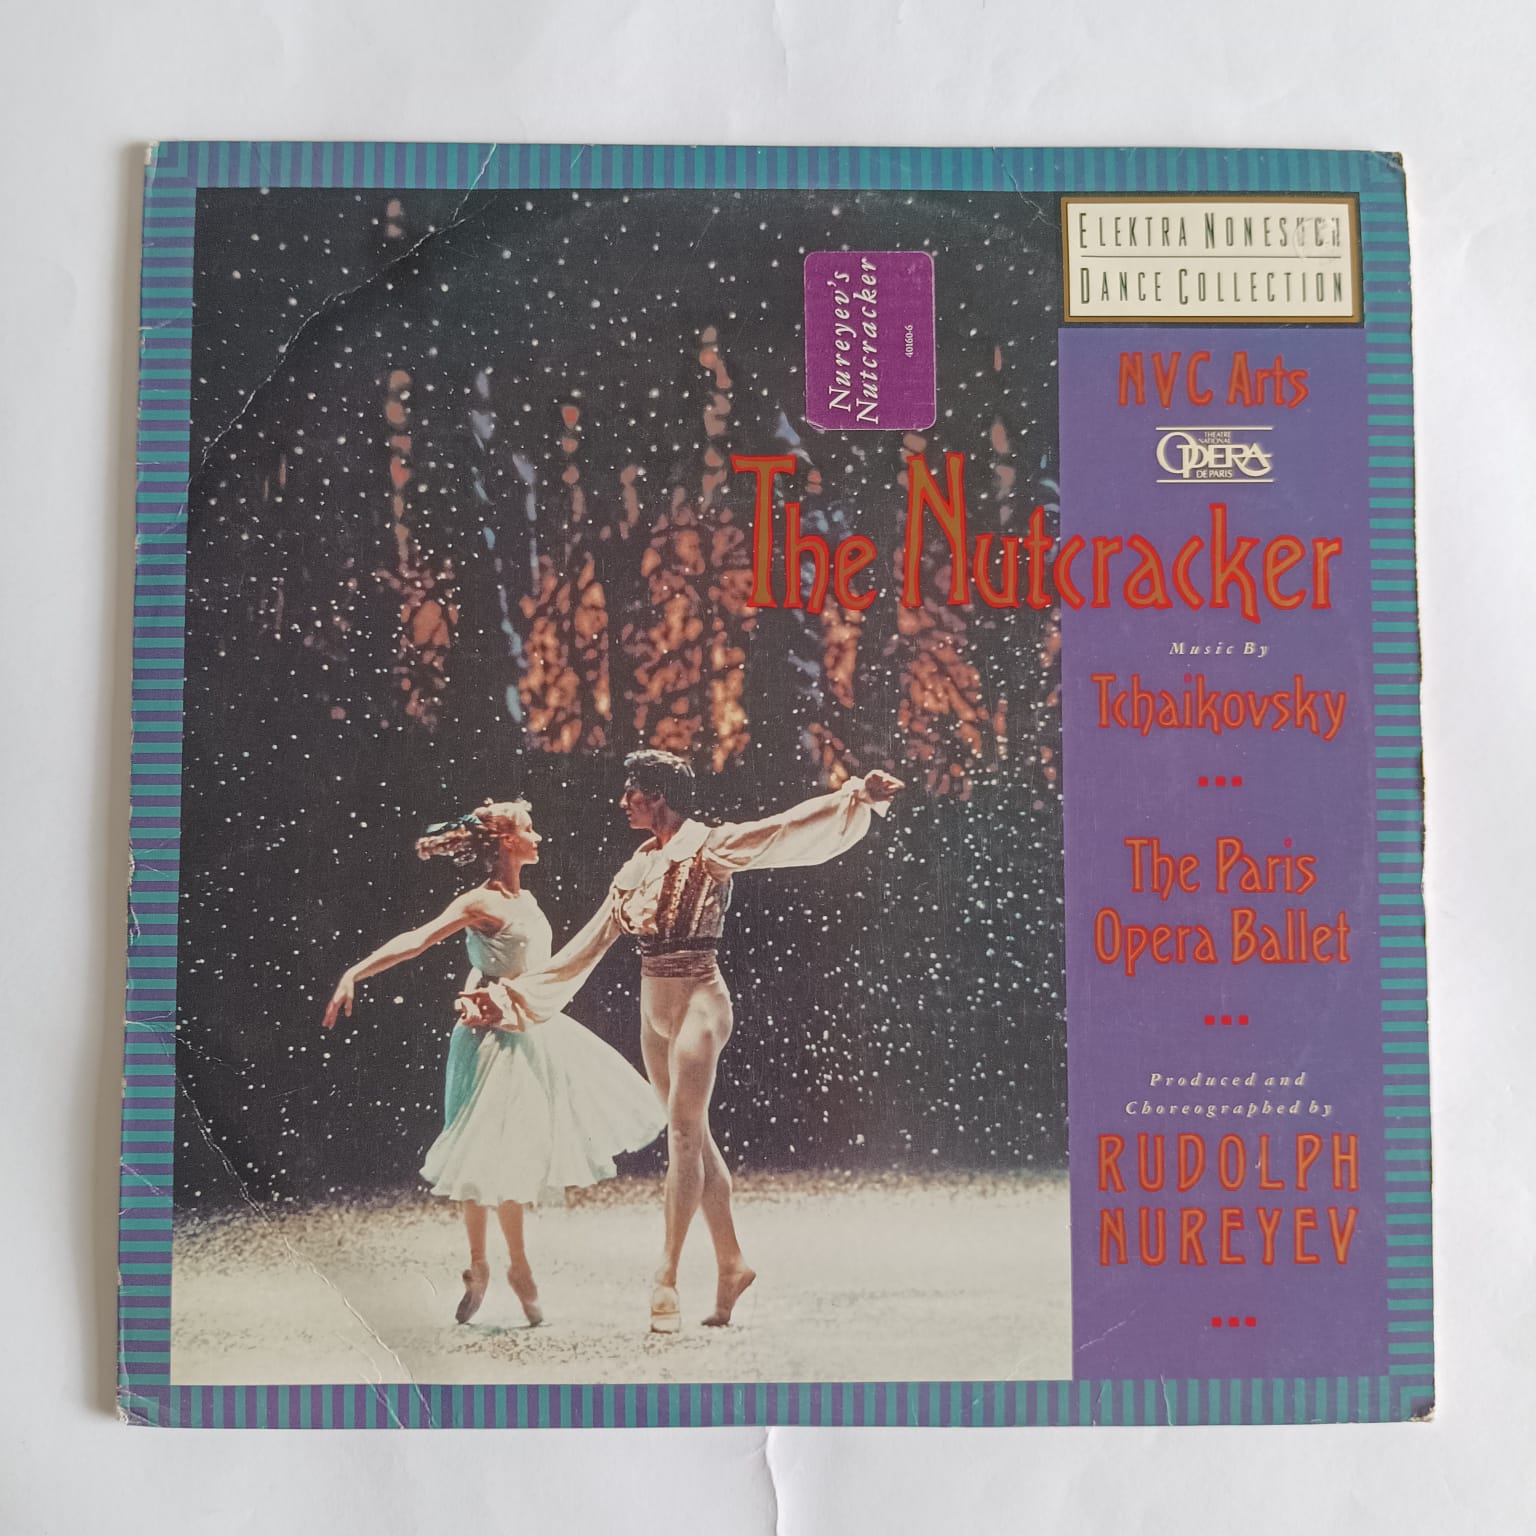 ELEKTRA NONESUCH
DANCE COLLECTION
Nureyev's
Nutcracker
40160-6
NVC Arts
THEATRE
NATIONAL
OPERA
DE PARIS
The Nutcracker
Music By
Tchaikovsky
The Paris
Opera Ballet
Produced and
Choreographed by
RUDOLPH
NUREYEV